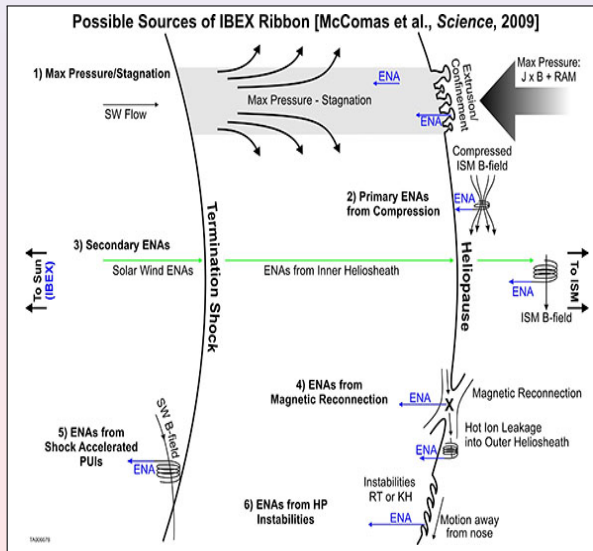 Possible Sources of IBEX Ribbon [McComas et al., Science, 2009]
1) Max Pressure/Stagnation
SW Flow
ENA
Max Pressure - Stagnation
ENA
Extrusion/
Confinement
Max Pressure:
J x B + RAM
Compressed
ISM B-field
2) Primary ENAs
from Compression
ENA
Termination Shock
Heliopause
3) Secondary ENAs
Solar Wind ENAs
ENAs from Inner Heliosheath
To Sun
(IBEX)
To ISM
ENA
ISM B-field
4) ENAs from
Magnetic Reconnection
ENA
X
Magnetic Reconnection
Hot Ion Leakage
into Outer Heliosheath
ENA
SW B-field
5) ENAs from
Shock Accelerated
PUIs
ENA
Instabilities
RT or KH
6) ENAs from HP
Instabilities
ENA
Motion away
from nose